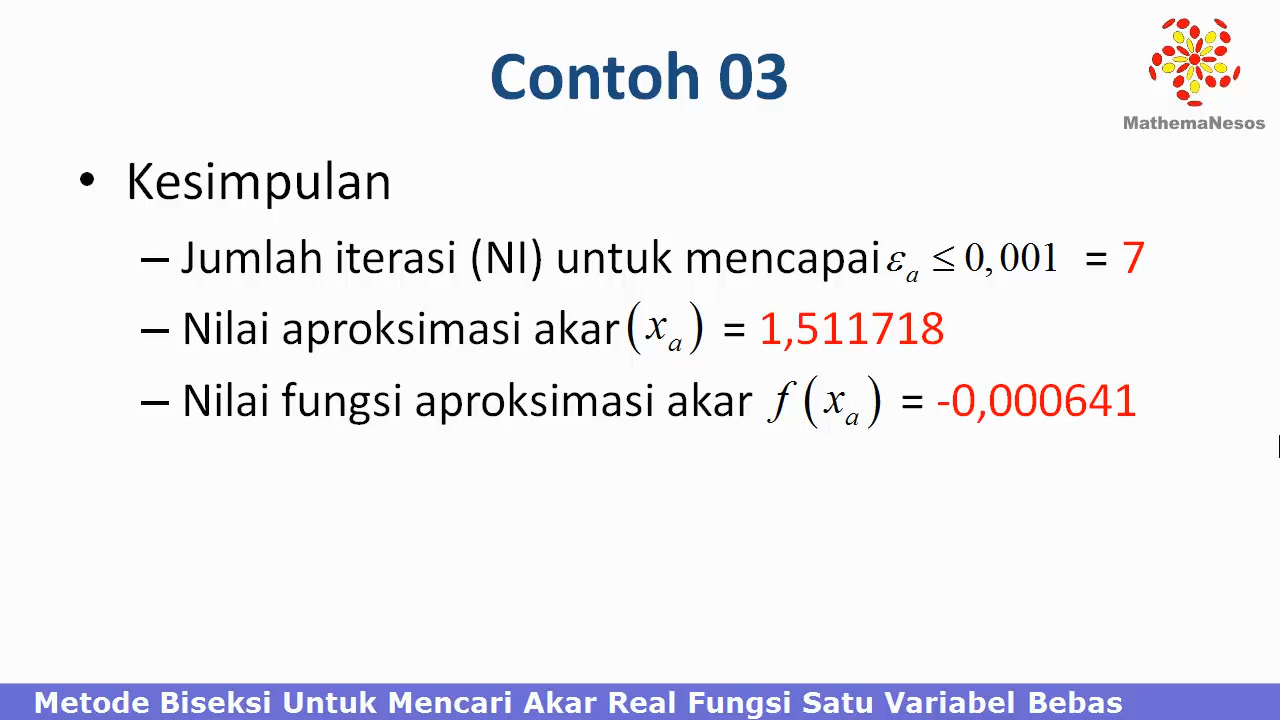 Contoh 03
MathemaNesos
• Kesimpulan
– Jumlah iterasi (NI) untuk mencapai εₐ ≤ 0,001 = 7
– Nilai aproksimasi akar (xₐ) = 1,511718
– Nilai fungsi aproksimasi akar f(xₐ) = -0,000641
Metode Biseksi Untuk Mencari Akar Real Fungsi Satu Variabel Bebas